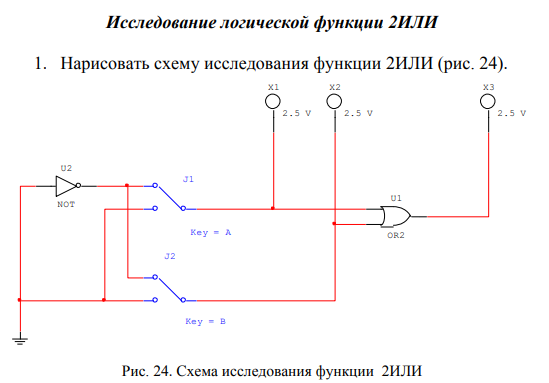 Исследование логической функции 2ИЛИ
1. Нарисовать схему исследования функции 2ИЛИ (рис. 24).
X1
X2
X3
2.5 V
2.5 V
2.5 V
U2
NOT
J1
Key = A
U1
OR2
J2
Key = B
Рис. 24. Схема исследования функции 2ИЛИ